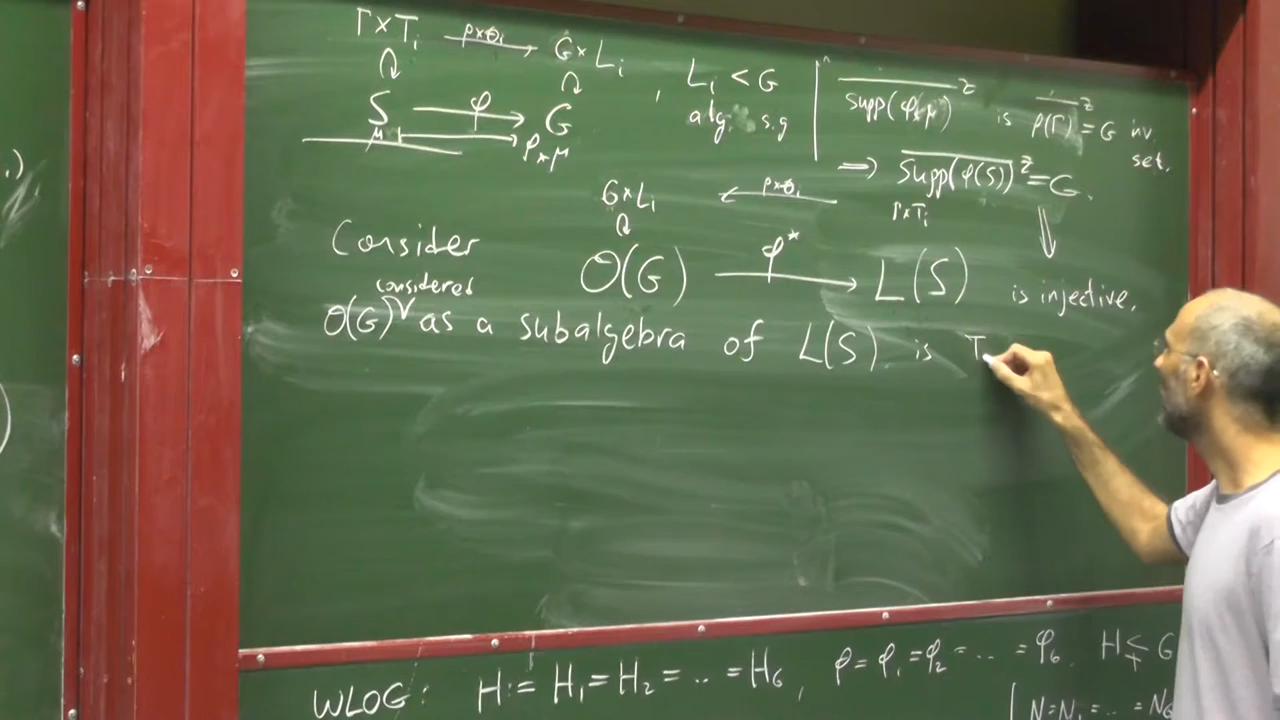 Γ×T_i —ρ×θ_i→ G×L_i
S —φ→ G , L_i < G
alg. s.g
μ ⟼ φ_*μ
‾supp(φ_*μ)‾^Z is ‾ρ(Γ)‾^Z = G inv. set.
⟹ ‾supp(φ(S))‾^Z = G.
G×L_i ←ρ×θ_i— Γ×T_i
Consider O(G) —φ*→ L(S) is injective.
considered
O(G) ∨ as a subalgebra of L(S) is T
WLOG: H := H_1 = H_2 = .. = H_6 , φ = φ_1 = φ_2 = .. = φ_6 . H ≨ G
N = N_1 = .. = N_6
.)
)